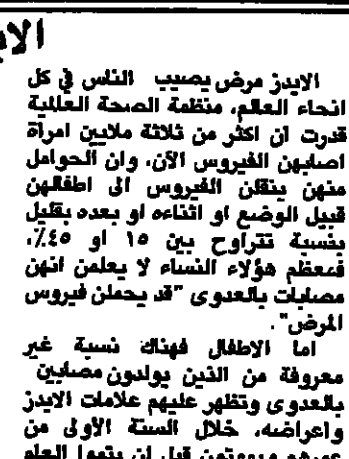 الايدز مرض يصيب الناس في كل
انحاء العالم، منظمة الصحة العالمية
قدرت ان اكثر من ثلاثة ملايين امرأة
اصابهن الفيروس الآن، وان الحوامل
منهن ينقلن الفيروس الى اطفالهن
قبيل الوضع او اثناءه او بعده بقليل
بنسبة تتراوح بين ١٥ او ٤٥٪،
فمعظم هؤلاء النساء لا يعلمن انهن
مصابات بالعدوى "قد يحملن فيروس
المرض".
اما الاطفال فهناك نسبة غير
معروفة من الذين يولدون مصابين
بالعدوى وتظهر عليهم علامات الايدز
واعراضه، خلال السنة الأولى من
عمرهم ويموتون قبل ان يتموا العام